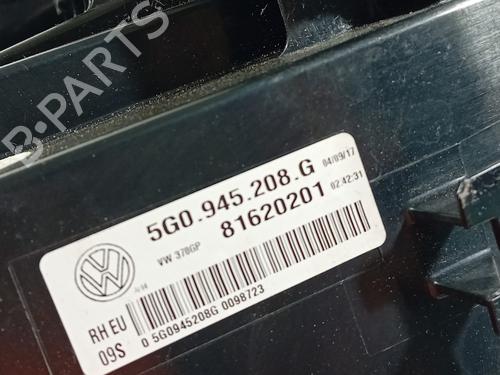 B-PARTS
5G0.945.208.G
04/09/17
81620201
02:42:31
VW 378GP
RH EU
09S
0 5G0945208G 0098723